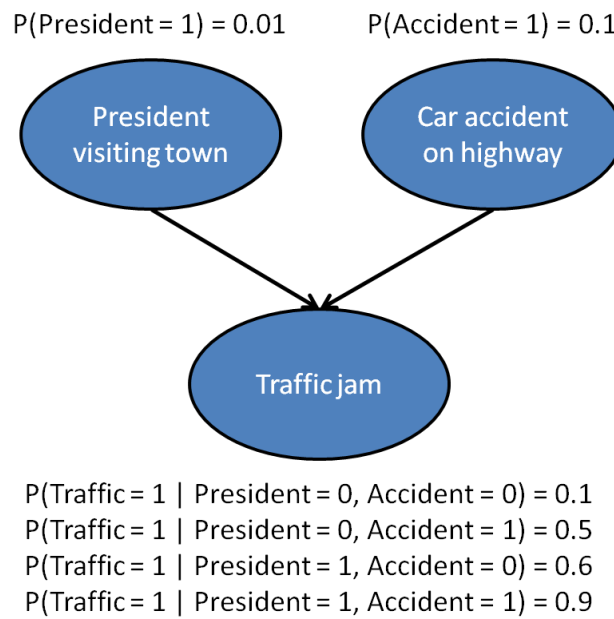 P(President = 1) = 0.01
P(Accident = 1) = 0.1
President
visiting town
Car accident
on highway
Traffic jam
P(Traffic = 1 | President = 0, Accident = 0) = 0.1
P(Traffic = 1 | President = 0, Accident = 1) = 0.5
P(Traffic = 1 | President = 1, Accident = 0) = 0.6
P(Traffic = 1 | President = 1, Accident = 1) = 0.9